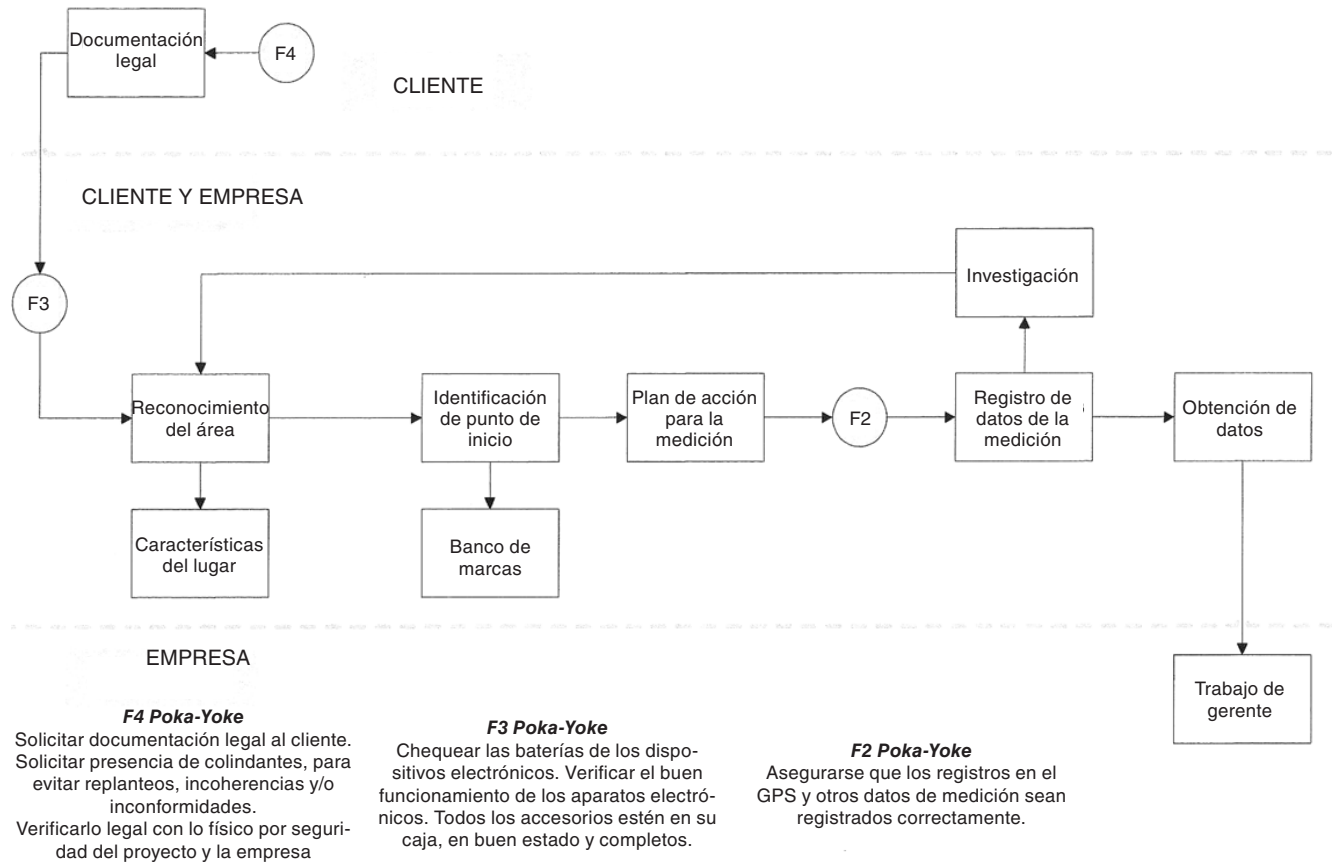 Documentación
legal
F4
CLIENTE
CLIENTE Y EMPRESA
Investigación
F3
Reconocimiento
del área
Identificación
de punto de
inicio
Plan de acción
para la
medición
F2
Registro de
datos de la
medición
Obtención de
datos
Características
del lugar
Banco de
marcas
EMPRESA
Trabajo de
gerente
F4 Poka-Yoke
Solicitar documentación legal al cliente.
Solicitar presencia de colindantes, para
evitar replanteos, incoherencias y/o
inconformidades.
Verificarlo legal con lo físico por seguri-
dad del proyecto y la empresa
F3 Poka-Yoke
Chequear las baterías de los dispo-
sitivos electrónicos. Verificar el buen
funcionamiento de los aparatos electró-
nicos. Todos los accesorios estén en su
caja, en buen estado y completos.
F2 Poka-Yoke
Asegurarse que los registros en el
GPS y otros datos de medición sean
registrados correctamente.